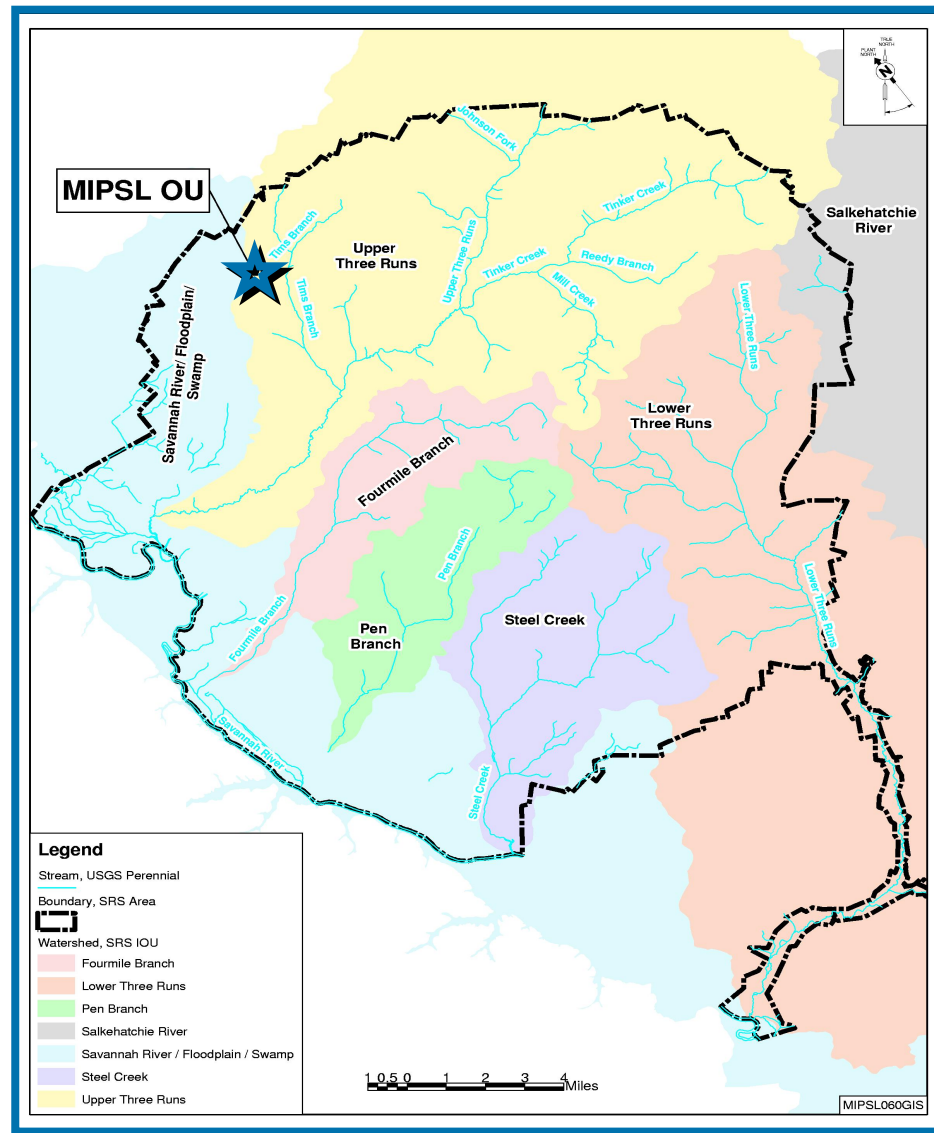 TRUE
NORTH
PLANT
NORTH
N
Johnson Fork
MIPSL OU
Tinker Creek
Salkehatchie
River
Tims Branch
Upper
Three Runs
Upper Three Runs
Tinker Creek
Reedy Branch
Mill Creek
Tims Branch
Lower Three Runs
Savannah River/ Floodplain/
Swamp
Lower
Three Runs
Fourmile Branch
Pen Branch
Lower Three Runs
Steel Creek
Pen
Branch
Fourmile Branch
Savannah River
Steel Creek
Legend
Stream, USGS Perennial
Boundary, SRS Area
Watershed, SRS IOU
Fourmile Branch
Lower Three Runs
Pen Branch
Salkehatchie River
Savannah River / Floodplain / Swamp
Steel Creek
Upper Three Runs
1 0.5 0 1 2 3 4 Miles
MIPSL060GIS